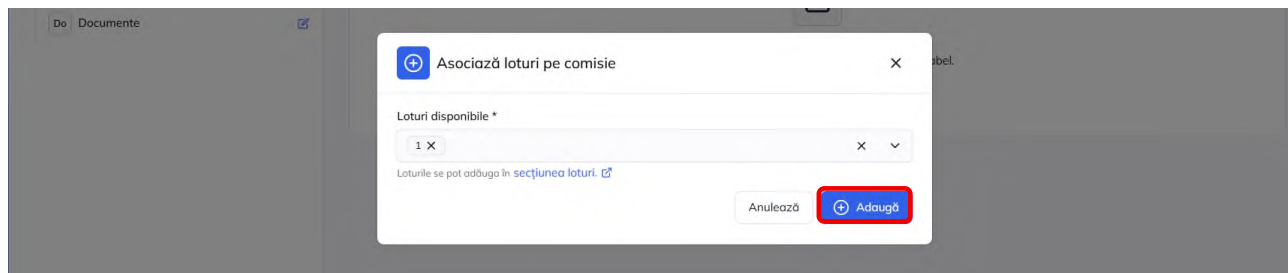 Do Documente
Asociază loturi pe comisie
abel.
Loturi disponibile *
1
Loturile se pot adăuga în secțiunea loturi.
Anulează
Adaugă